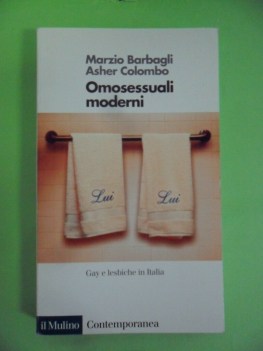 Marzio Barbagli
Asher Colombo
Omosessuali
moderni
Lui
Lui
Gay e lesbiche in Italia
il Mulino Contemporanea